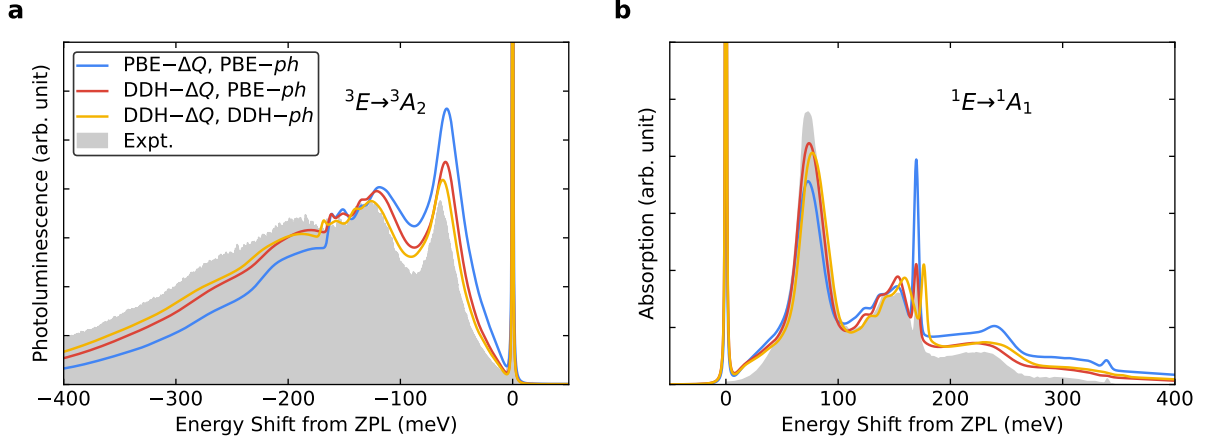 a
Photoluminescence (arb. unit)
PBE−ΔQ, PBE−ph
DDH−ΔQ, PBE−ph
DDH−ΔQ, DDH−ph
Expt.
³E→³A₂
−400 −300 −200 −100 0
Energy Shift from ZPL (meV)
b
Absorption (arb. unit)
¹E→¹A₁
0 100 200 300 400
Energy Shift from ZPL (meV)